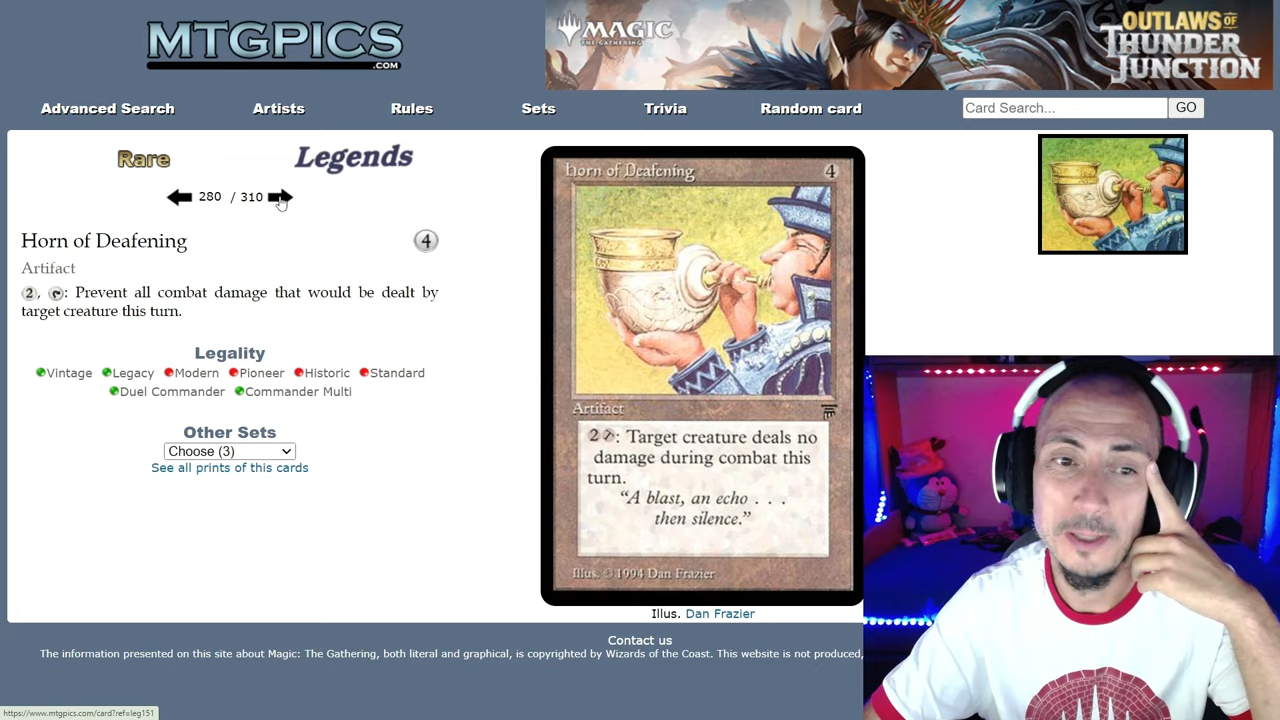 MTGPICS
.COM
MAGIC
THE GATHERING
OUTLAWS OF
THUNDER
JUNCTION
Advanced Search
Artists
Rules
Sets
Trivia
Random card
Card Search...
GO
Rare
Legends
280 / 310
Horn of Deafening
4
Artifact
2, : Prevent all combat damage that would be dealt by
target creature this turn.
Legality
Vintage Legacy Modern Pioneer Historic Standard
Duel Commander Commander Multi
Other Sets
Choose (3)
See all prints of this cards
Horn of Deafening 4
Artifact
2 : Target creature deals no
damage during combat this
turn.
“A blast, an echo . . .
then silence.”
Illus. © 1994 Dan Frazier
Illus. Dan Frazier
Contact us
The information presented on this site about Magic: The Gathering, both literal and graphical, is copyrighted by Wizards of the Coast. This website is not produced,
https://www.mtgpics.com/card?ref=leg151